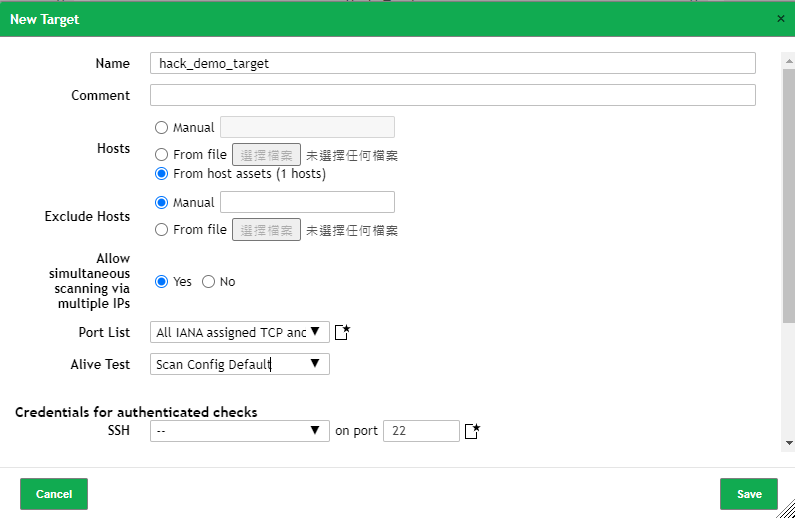 New Target ×
Name hack_demo_target
Comment
Manual
Hosts
From file 選擇檔案 未選擇任何檔案
From host assets (1 hosts)
Manual
Exclude Hosts
From file 選擇檔案 未選擇任何檔案
Allow
simultaneous
scanning via
multiple IPs
Yes No
Port List All IANA assigned TCP and
Alive Test Scan Config Default
Credentials for authenticated checks
SSH -- on port 22
Cancel Save